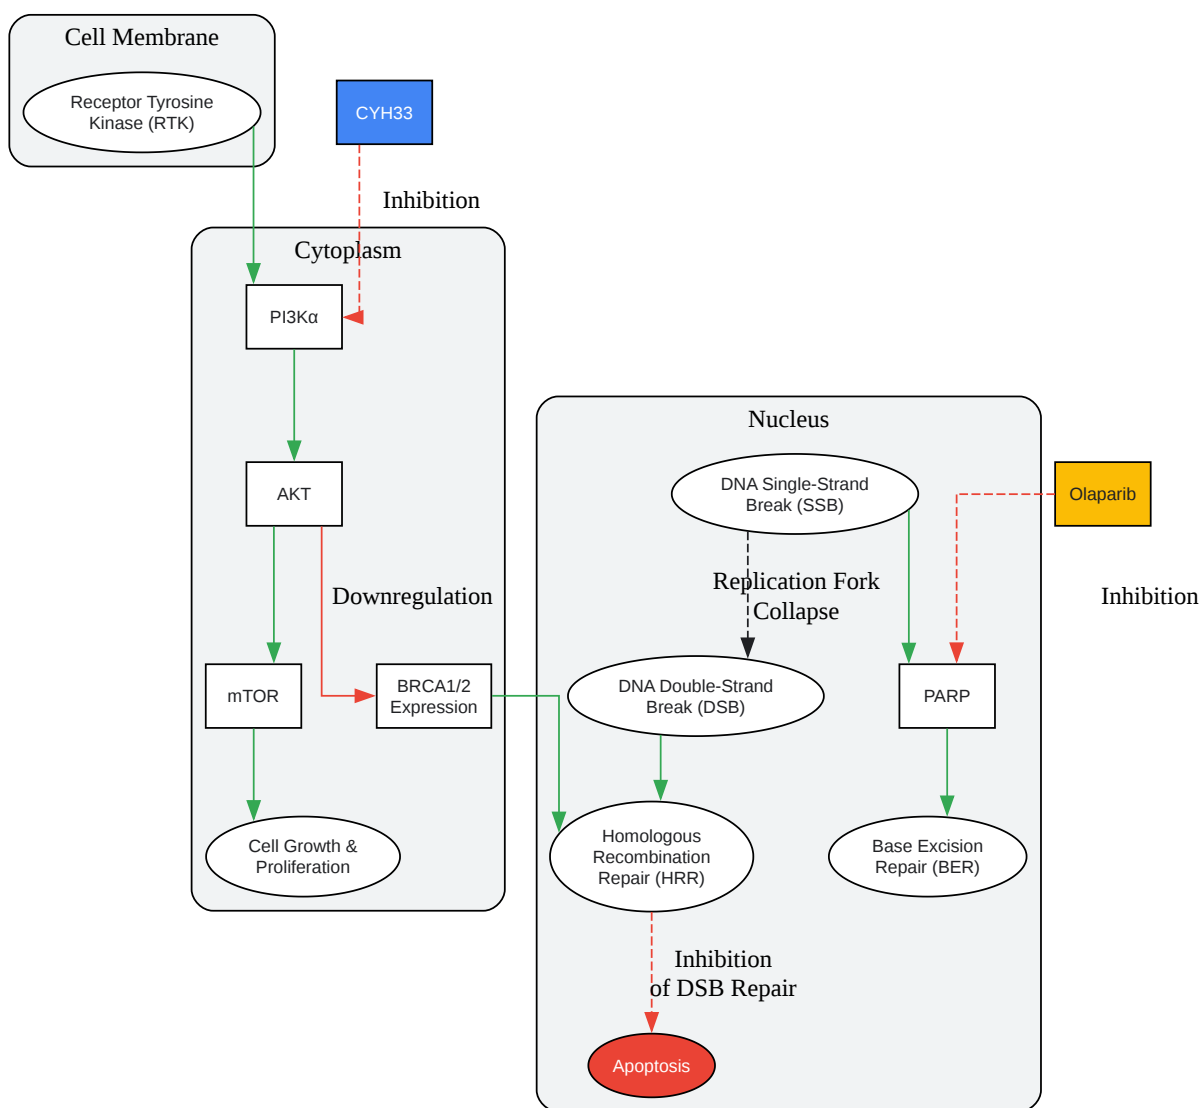 Cell Membrane
Receptor Tyrosine
Kinase (RTK)
CYH33
Inhibition
Cytoplasm
PI3Kα
AKT
Downregulation
mTOR
BRCA1/2
Expression
Cell Growth &
Proliferation
Nucleus
DNA Single-Strand
Break (SSB)
Olaparib
Replication Fork
Collapse
Inhibition
DNA Double-Strand
Break (DSB)
PARP
Homologous
Recombination
Repair (HRR)
Base Excision
Repair (BER)
Inhibition
of DSB Repair
Apoptosis